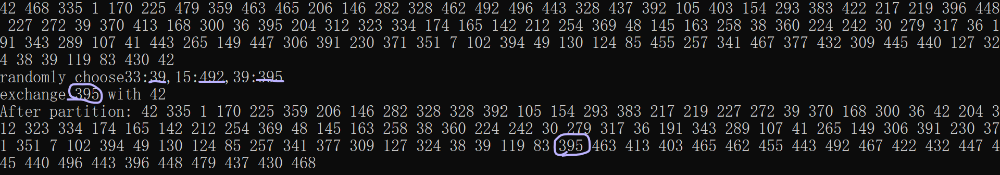 42 468 335 1 170 225 479 359 463 465 206 146 282 328 462 492 496 443 328 437 392 105 403 154 293 383 422 217 219 396 448
227 272 39 370 413 168 300 36 395 204 312 323 334 174 165 142 212 254 369 48 145 163 258 38 360 224 242 30 279 317 36 1
91 343 289 107 41 443 265 149 447 306 391 230 371 351 7 102 394 49 130 124 85 455 257 341 467 377 432 309 445 440 127 32
4 38 39 119 83 430 42
randomly choose33:39,15:492,39:395
exchange 395 with 42
After partition: 42 335 1 170 225 359 206 146 282 328 328 392 105 154 293 383 217 219 227 272 39 370 168 300 36 42 204 3
12 323 334 174 165 142 212 254 369 48 145 163 258 38 360 224 242 30 279 317 36 191 343 289 107 41 265 149 306 391 230 37
1 351 7 102 394 49 130 124 85 257 341 377 309 127 324 38 39 119 83 395 463 413 403 465 462 455 443 492 467 422 432 447 4
45 440 496 443 396 448 479 437 430 468